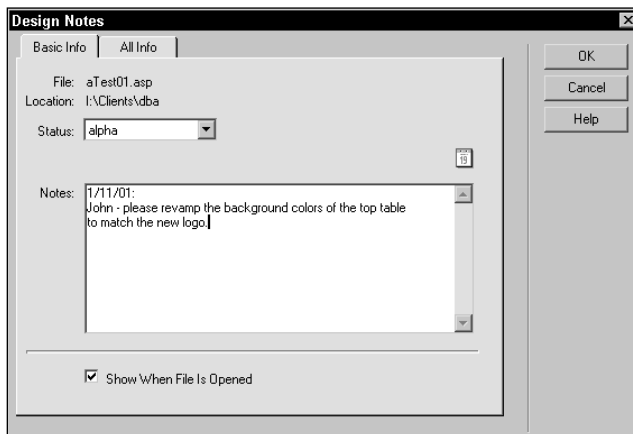 Design Notes
Basic Info
All Info
OK
Cancel
Help
File: aTest01.asp
Location: I:\Clients\dba
Status: alpha
19
Notes: 1/11/01:
John - please revamp the background colors of the top table
to match the new logo.
Show When File Is Opened